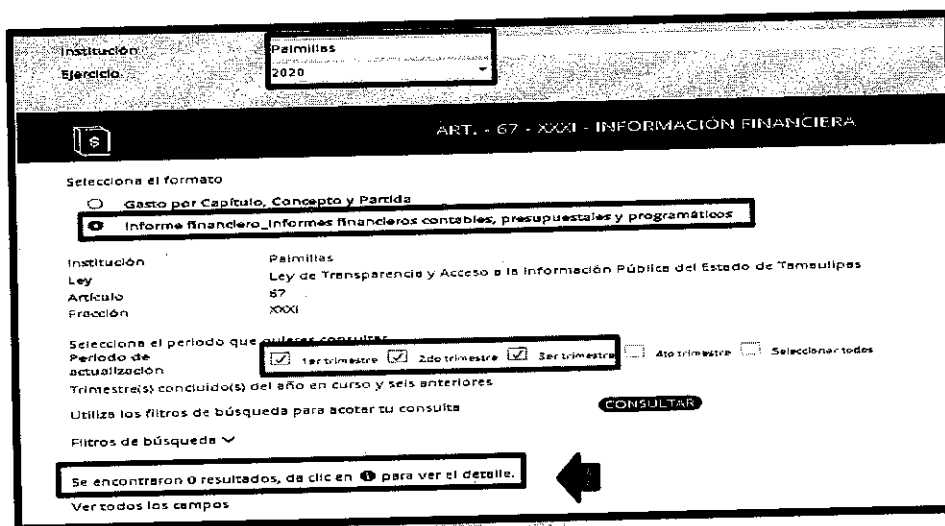 Institución Palmillas
Ejercicio 2020
$
ART. - 67 - XXXI - INFORMACIÓN FINANCIERA
Selecciona el formato
Gasto por Capítulo, Concepto y Partida
Informe financiero_Informes financieros contables, presupuestales y programáticos
Institución Palmillas
Ley Ley de Transparencia y Acceso a la Información Pública del Estado de Tamaulipas
Artículo 67
Fracción XXXI
Selecciona el periodo que quieres consultar
Periodo de actualización 1er trimestre 2do trimestre 3er trimestre 4to trimestre Seleccionar todos
Trimestre(s) concluido(s) del año en curso y seis anteriores
Utiliza los filtros de búsqueda para acotar tu consulta CONSULTAR
Filtros de búsqueda
Se encontraron 0 resultados, da clic en i para ver el detalle.
Ver todos los campos